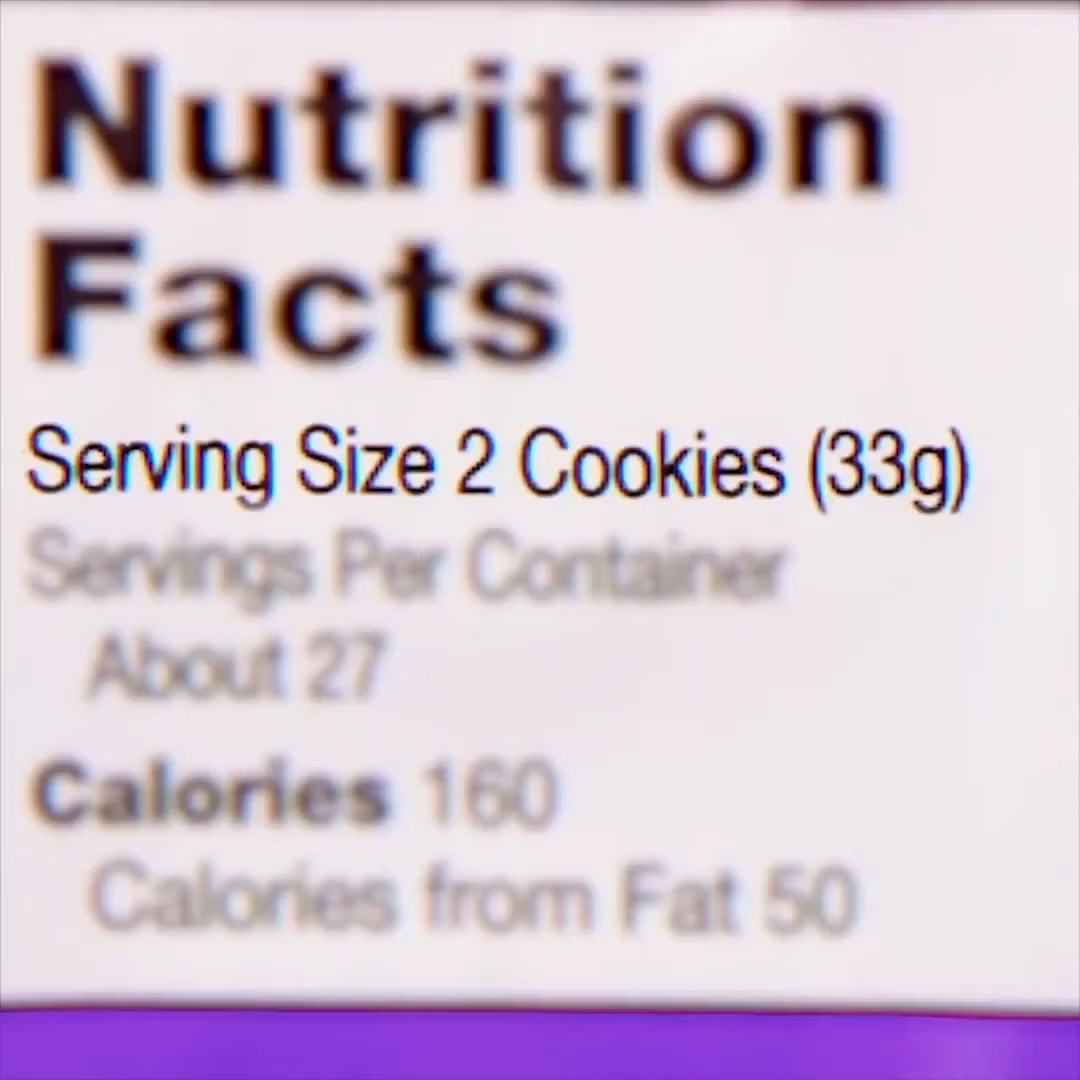 Nutrition
Facts
Serving Size 2 Cookies (33g)
Servings Per Container
About 27
Calories 160
Calories from Fat 50